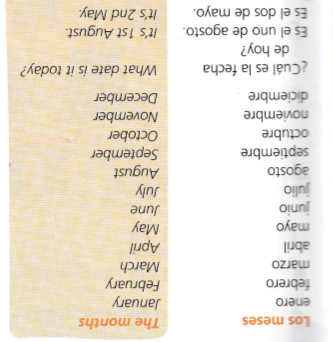 Los meses The months
enero January
febrero February
marzo March
abril April
mayo May
junio June
julio July
agosto August
septiembre September
octubre October
noviembre November
diciembre December
¿Cuál es la fecha What date is it today?
de hoy?
Es el uno de agosto. It's 1st August.
Es el dos de mayo. It's 2nd May.